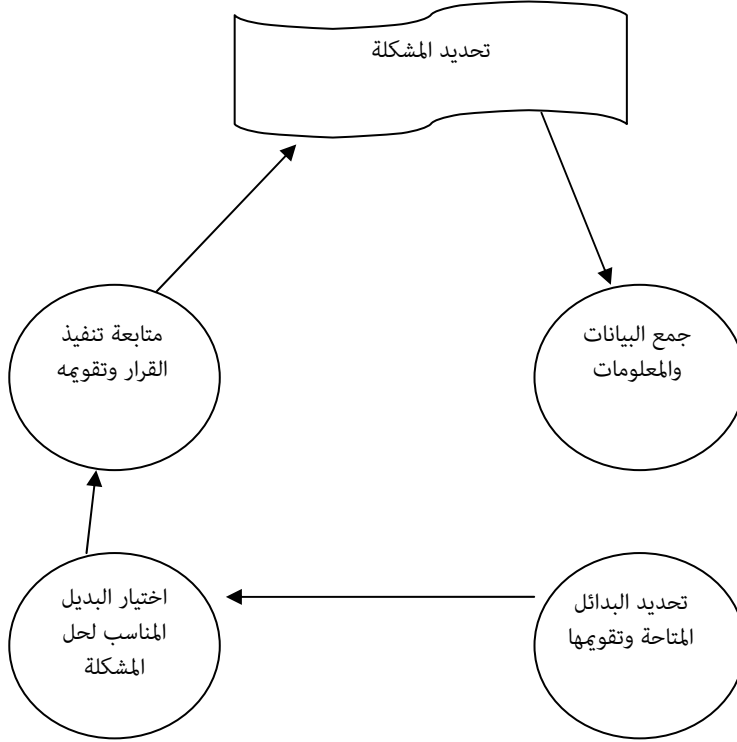 تحديد المشكلة
جمع البيانات
والمعلومات
تحديد البدائل
المتاحة وتقويمها
اختيار البديل
المناسب لحل
المشكلة
متابعة تنفيذ
القرار وتقويمه